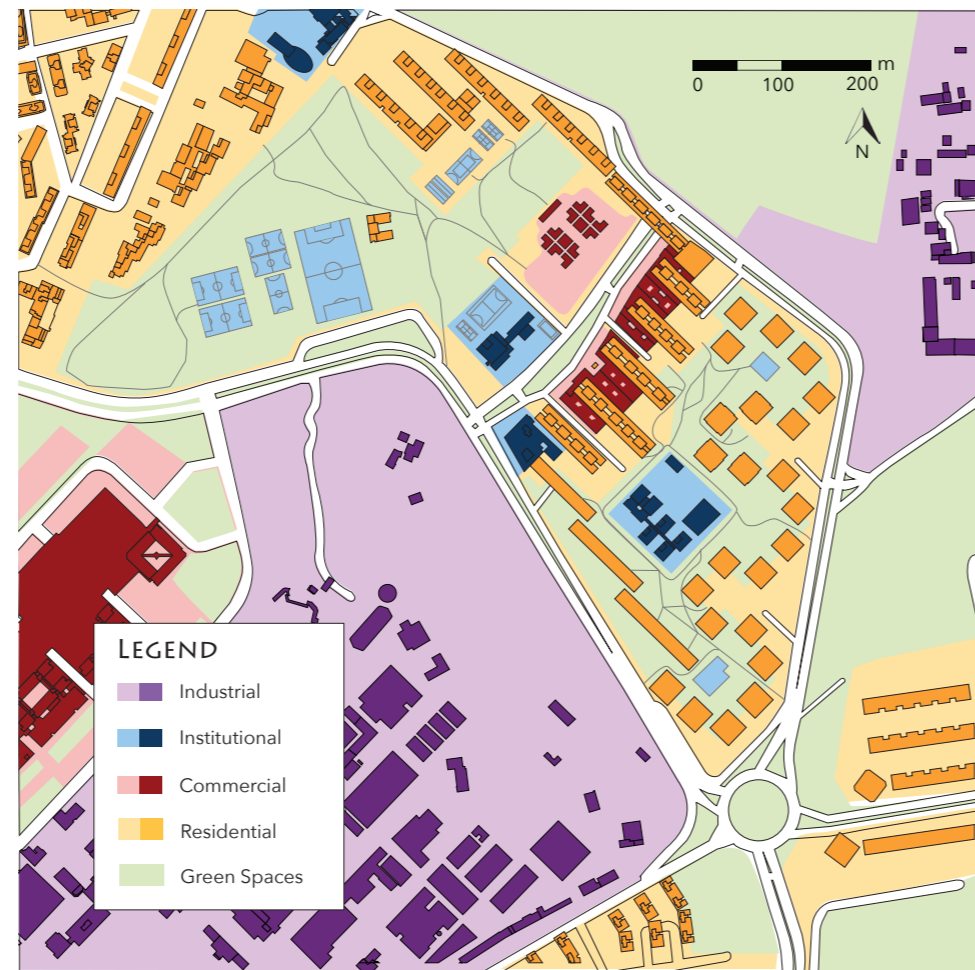 m
0 100 200
N
LEGEND
Industrial
Institutional
Commercial
Residential
Green Spaces